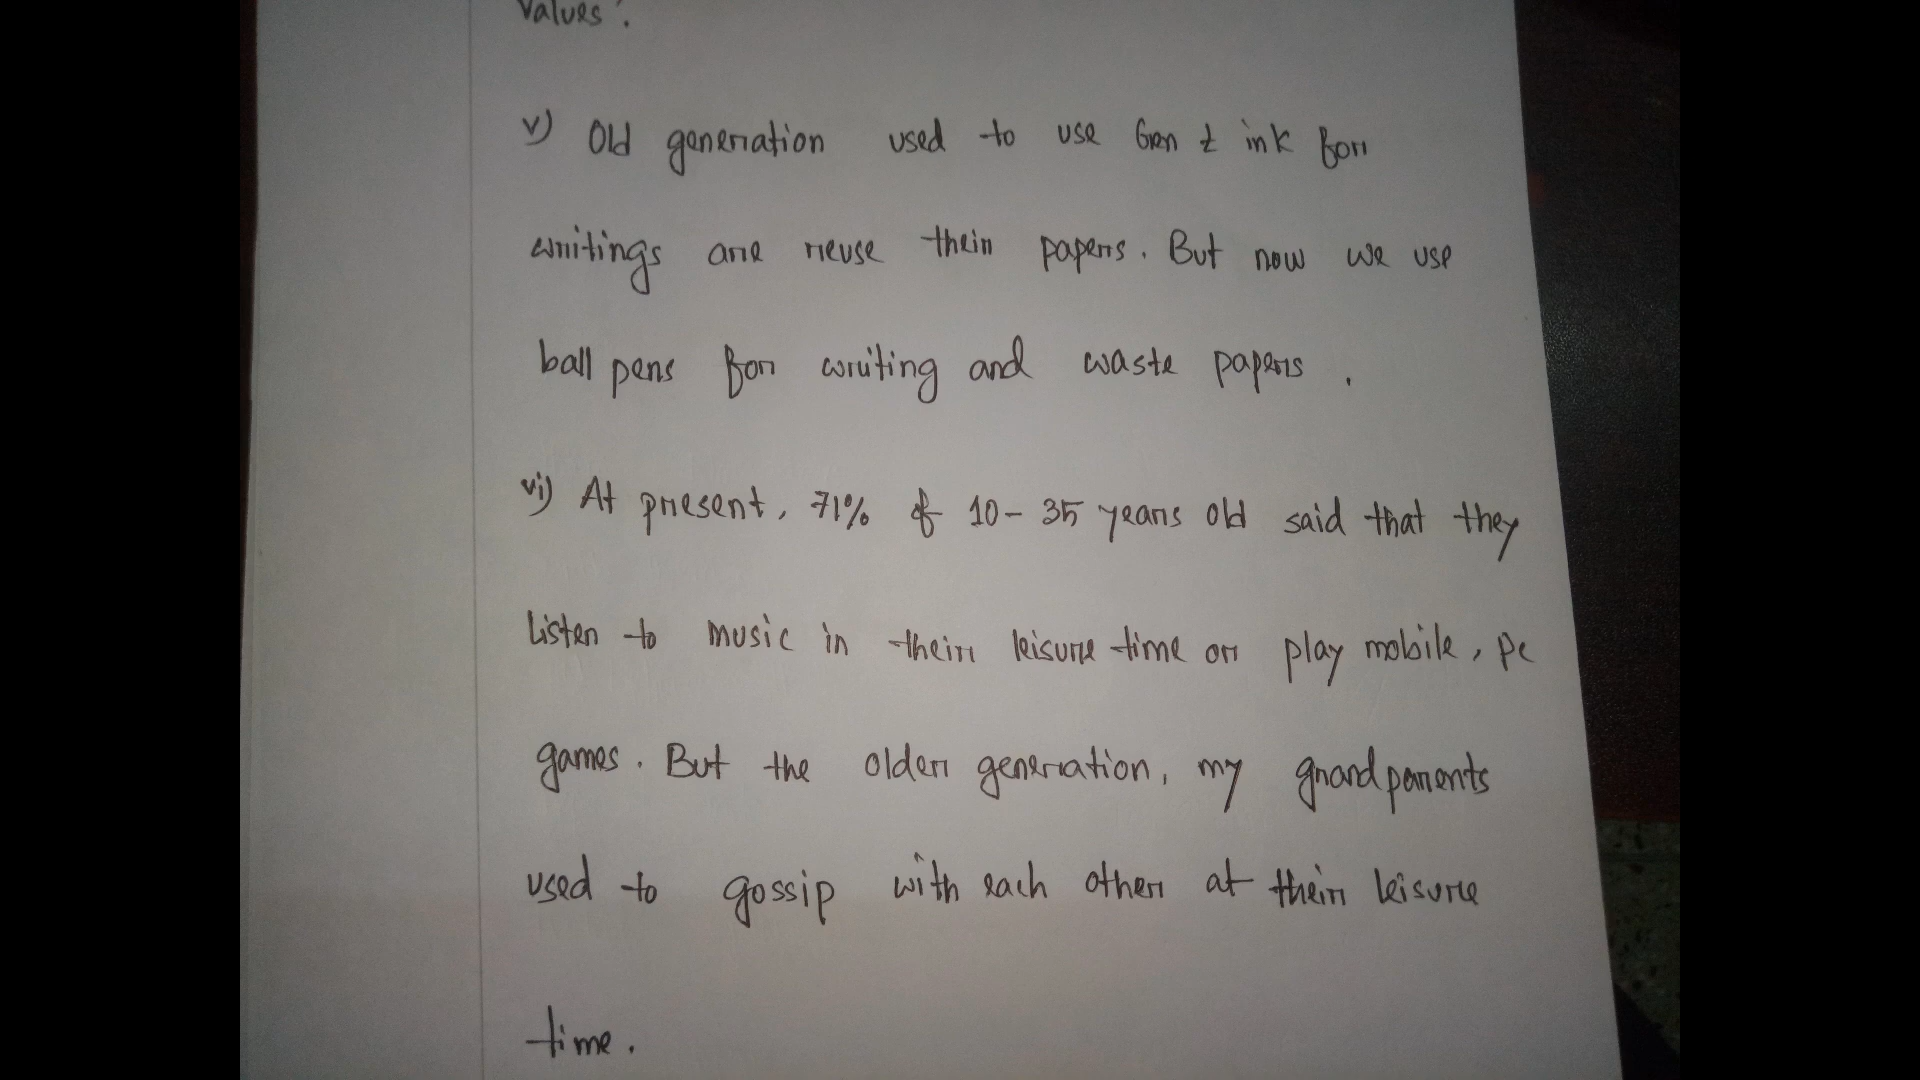 values.
v) Old generation used to use Gen Z ink for
writings are reuse their papers. But now we use
ball pens for writing and waste papers.
vi) At present, 71% of 10-35 years old said that they
listen to music in their leisure time or play mobile, pc
games. But the older generation, my grandparents
used to gossip with each other at their leisure
time.